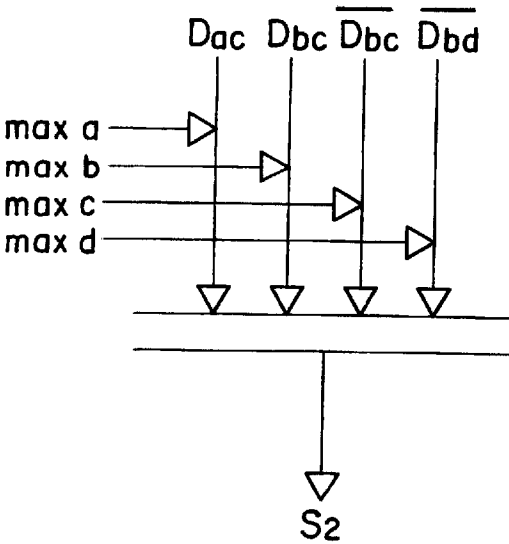 Dac Dbc D̅b̅c̅ D̅b̅d̅
max a
max b
max c
max d
S2